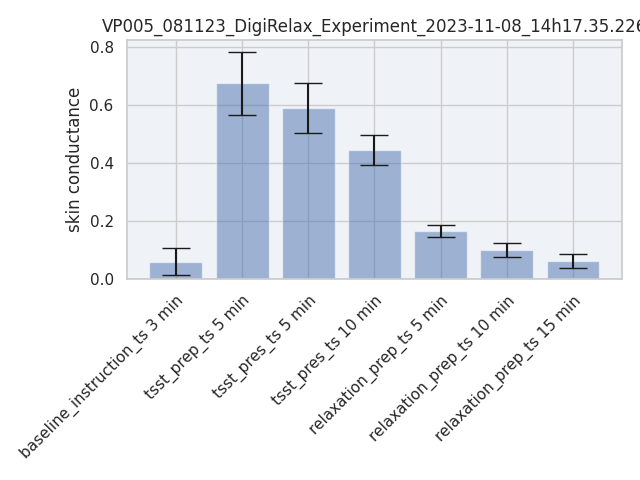 VP005_081123_DigiRelax_Experiment_2023-11-08_14h17.35.226
0.8
0.6
0.4
0.2
0.0
skin conductance
baseline_instruction_ts 3 min
tsst_prep_ts 5 min
tsst_pres_ts 5 min
tsst_pres_ts 10 min
relaxation_prep_ts 5 min
relaxation_prep_ts 10 min
relaxation_prep_ts 15 min